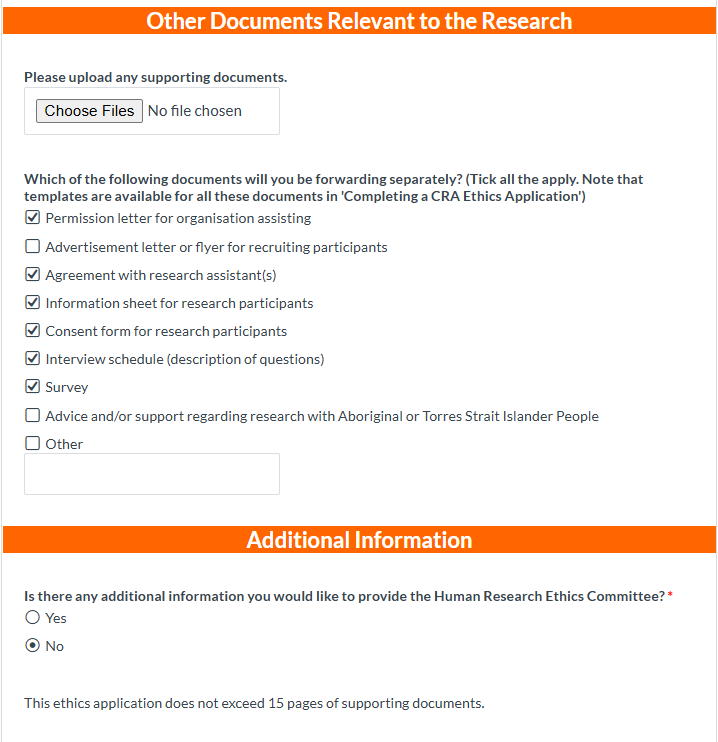 Other Documents Relevant to the Research
Please upload any supporting documents.
Choose Files No file chosen
Which of the following documents will you be forwarding separately? (Tick all the apply. Note that
templates are available for all these documents in 'Completing a CRA Ethics Application')
Permission letter for organisation assisting
Advertisement letter or flyer for recruiting participants
Agreement with research assistant(s)
Information sheet for research participants
Consent form for research participants
Interview schedule (description of questions)
Survey
Advice and/or support regarding research with Aboriginal or Torres Strait Islander People
Other
Additional Information
Is there any additional information you would like to provide the Human Research Ethics Committee? *
Yes
No
This ethics application does not exceed 15 pages of supporting documents.